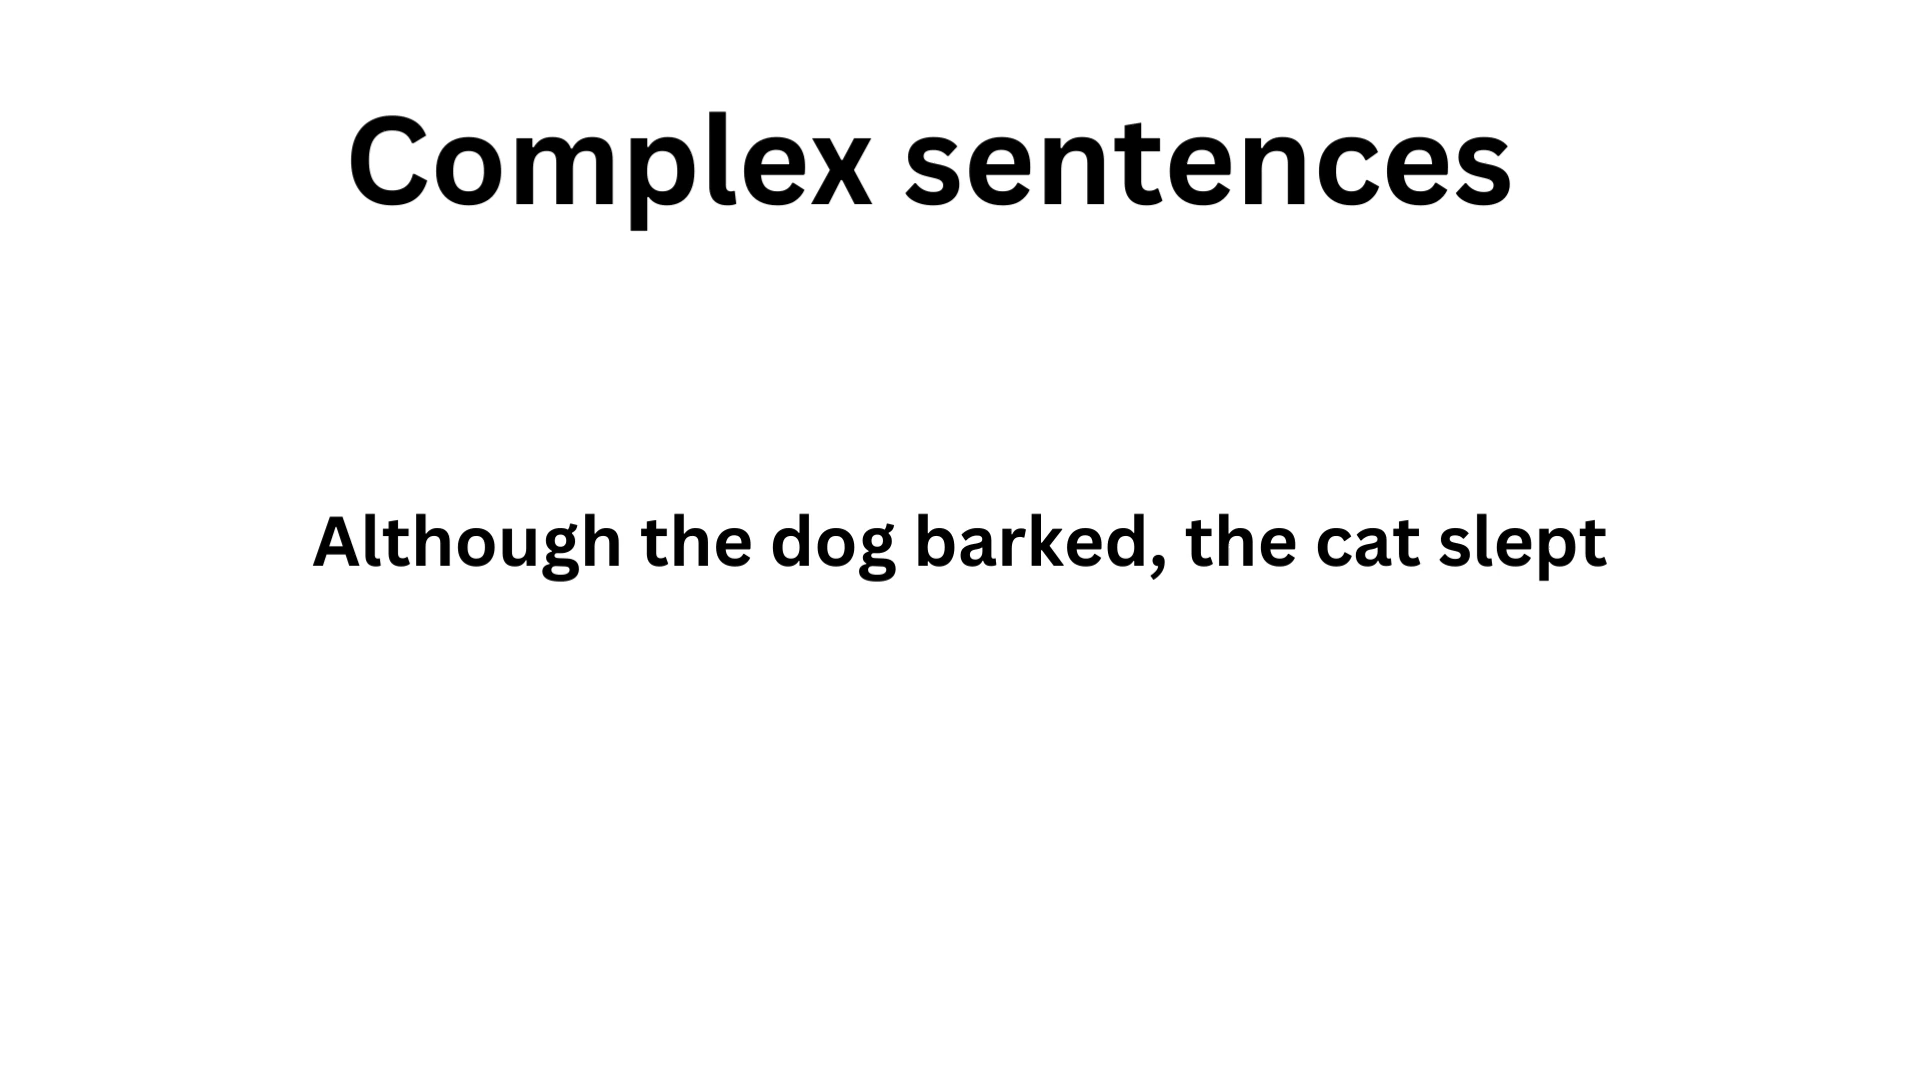 Complex sentences
Although the dog barked, the cat slept